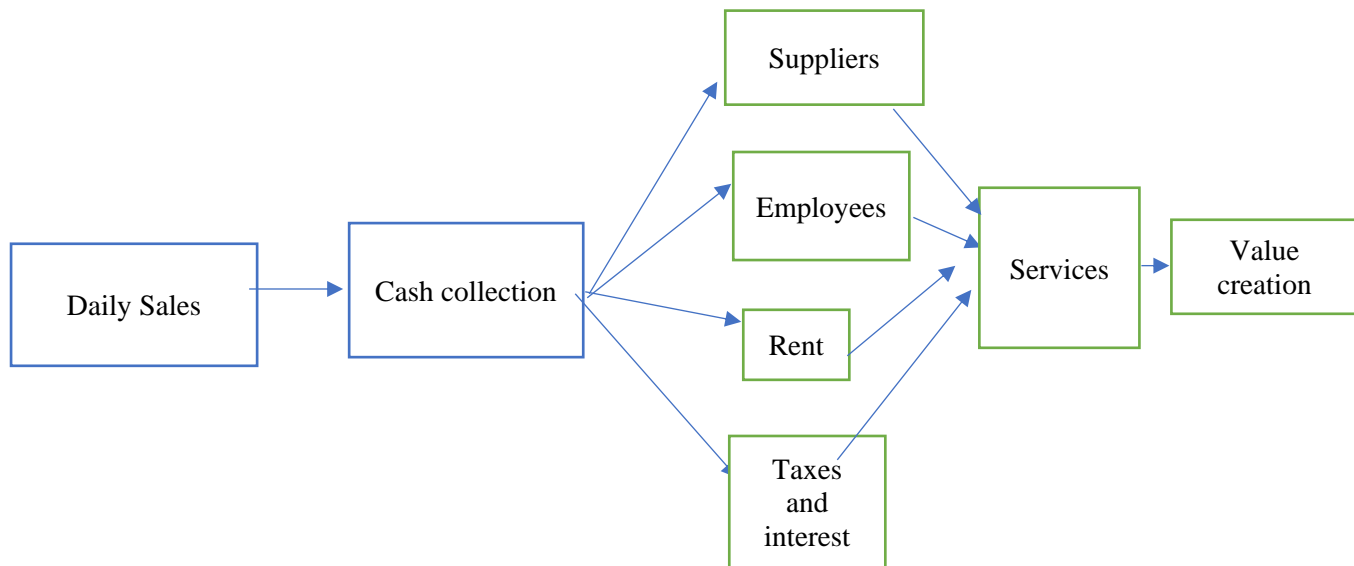 Daily Sales
Cash collection
Suppliers
Employees
Rent
Taxes
and
interest
Services
Value
creation